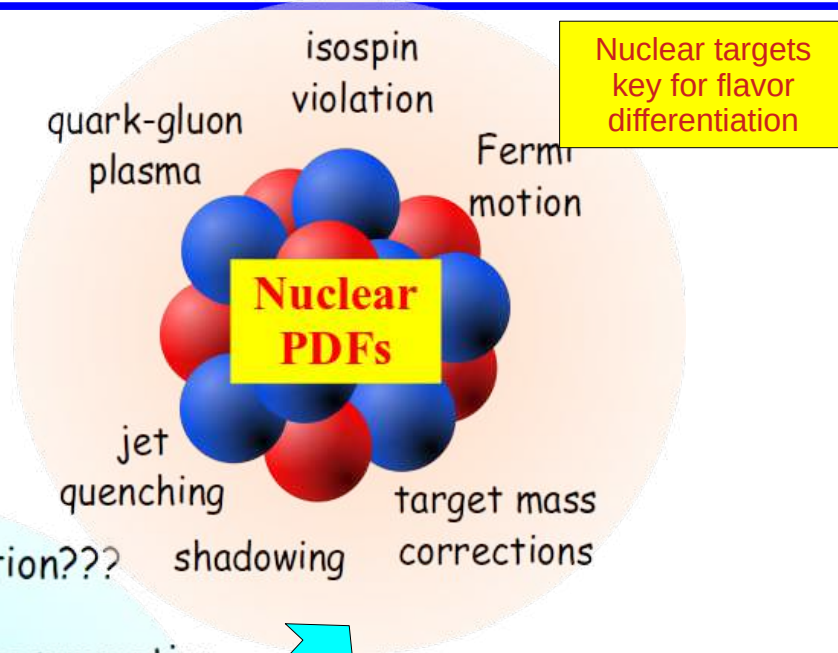 isospin
violation
Nuclear targets
key for flavor
differentiation
quark-gluon
plasma
Fermi
motion
Nuclear
PDFs
jet
quenching
target mass
corrections
shadowing
tion???